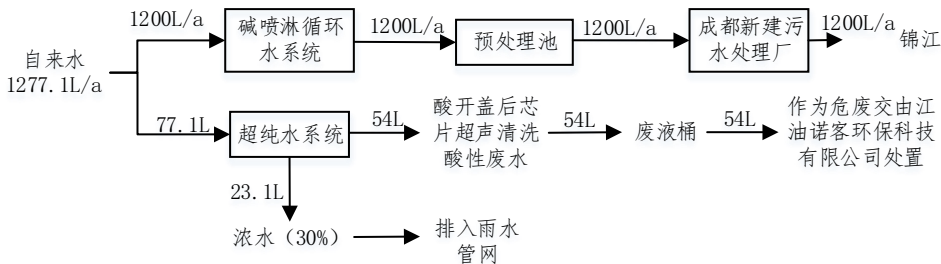 1200L/a
碱喷淋循环
水系统
1200L/a
预处理池
1200L/a
成都新建污
水处理厂
1200L/a
锦江
自来水
1277.1L/a
77.1L
超纯水系统
54L
酸开盖后芯
片超声清洗
酸性废水
54L
废液桶
54L
作为危废交由江
油诺客环保科技
有限公司处置
23.1L
浓水（30%）
排入雨水
管网